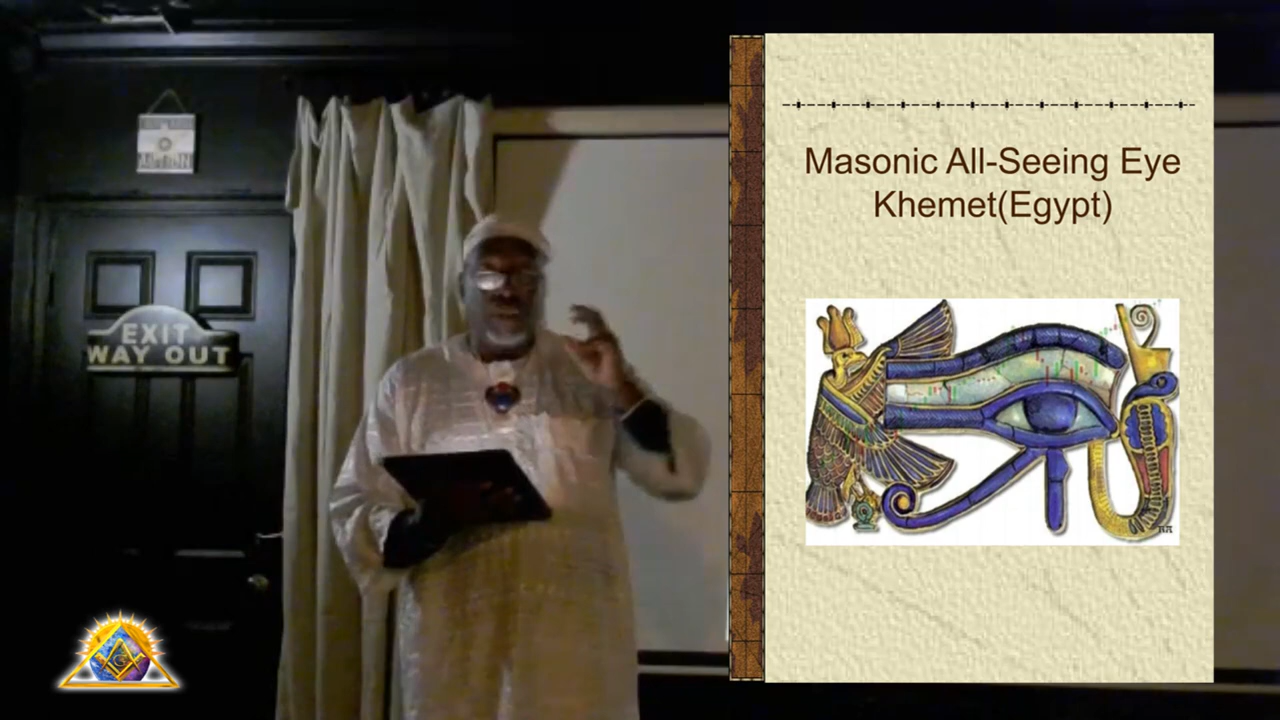 EXIT
WAY OUT
Masonic All-Seeing Eye
Khemet(Egypt)
G